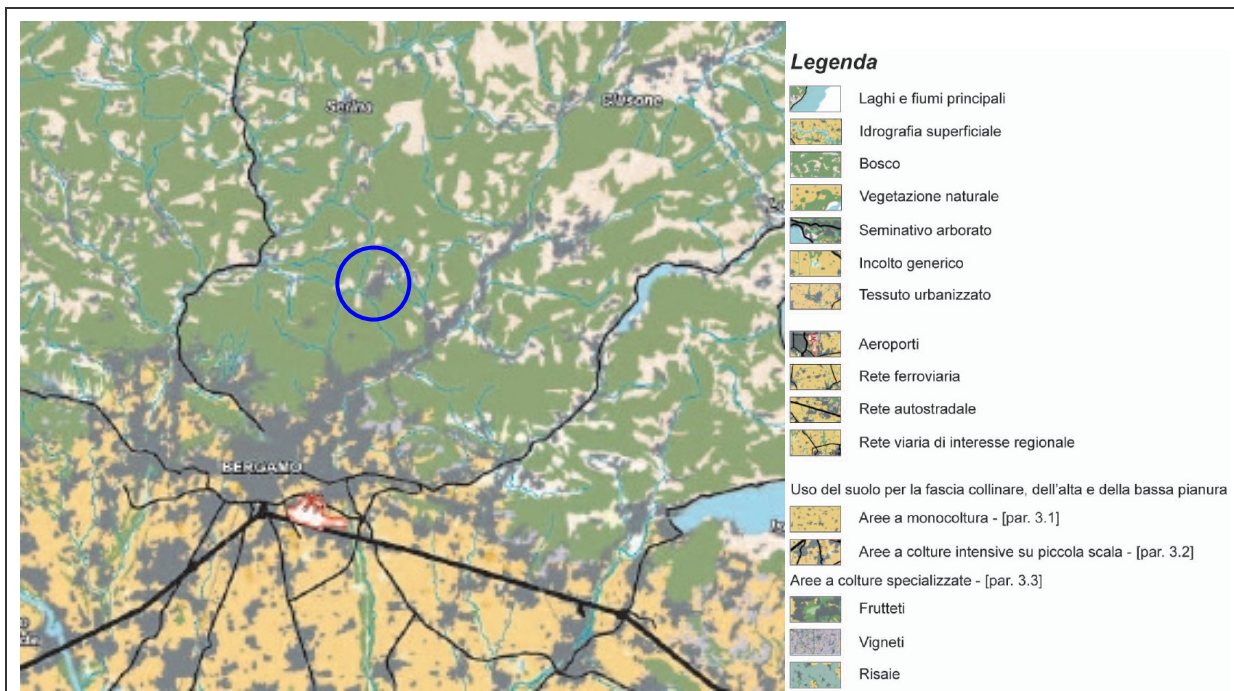 Serina
Clusone
BERGAMO
Legenda
Laghi e fiumi principali
Idrografia superficiale
Bosco
Vegetazione naturale
Seminativo arborato
Incolto generico
Tessuto urbanizzato
Aeroporti
Rete ferroviaria
Rete autostradale
Rete viaria di interesse regionale
Uso del suolo per la fascia collinare, dell'alta e della bassa pianura
Aree a monocoltura - [par. 3.1]
Aree a colture intensive su piccola scala - [par. 3.2]
Aree a colture specializzate - [par. 3.3]
Frutteti
Vigneti
Risaie